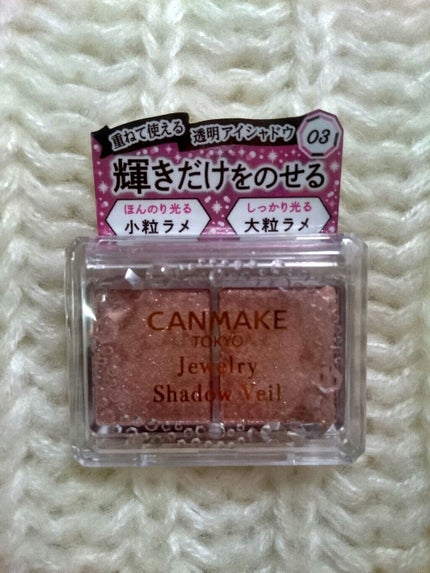 重ねて使える 透明アイシャドウ 03
輝きだけをのせる
ほんのり光る しっかり光る
小粒ラメ 大粒ラメ
CANMAKE
TOKYO
Jewelry
Shadow Veil